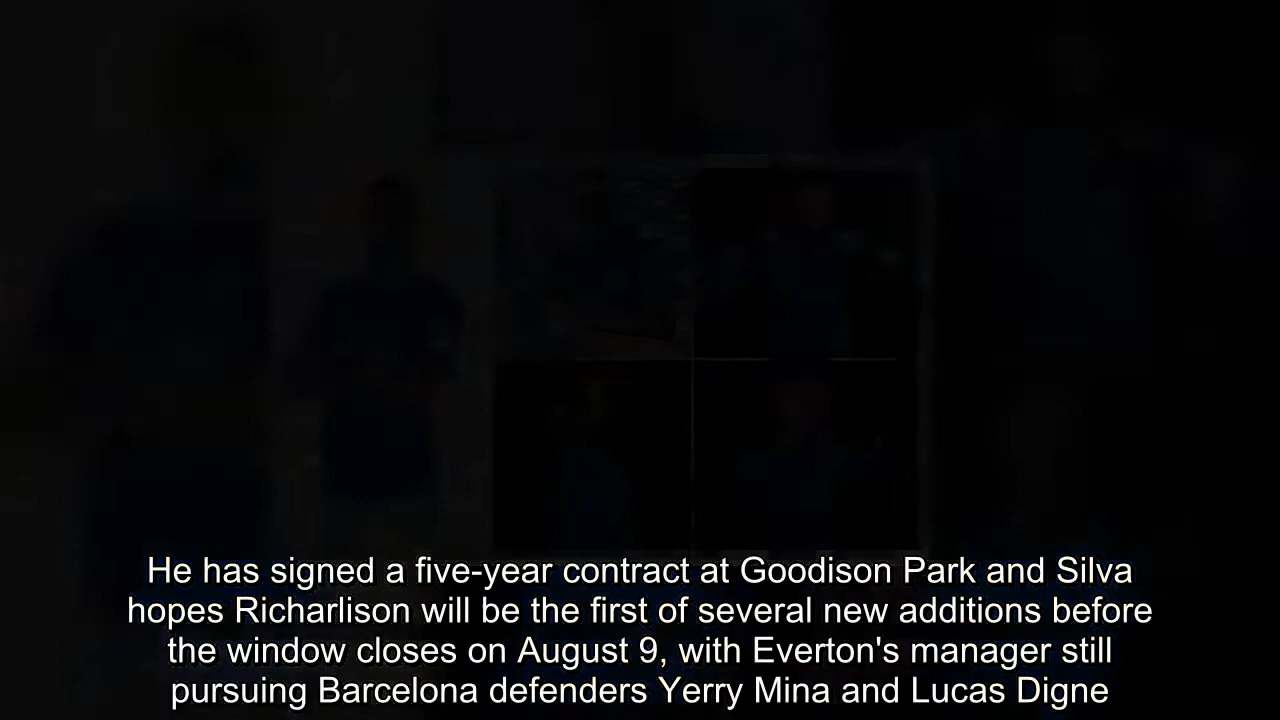 He has signed a five-year contract at Goodison Park and Silva
hopes Richarlison will be the first of several new additions before
the window closes on August 9, with Everton's manager still
pursuing Barcelona defenders Yerry Mina and Lucas Digne